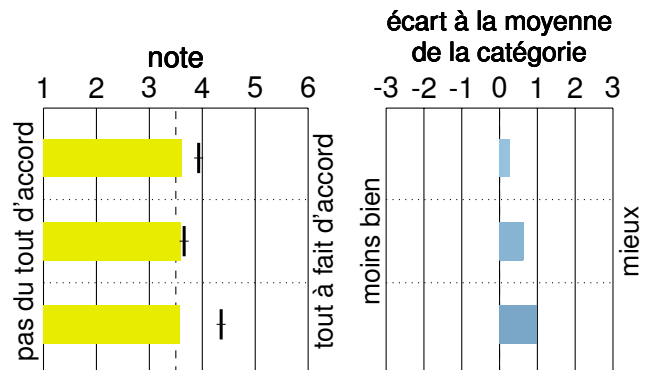 note
1 2 3 4 5 6
pas du tout d'accord
tout à fait d'accord
écart à la moyenne
de la catégorie
-3 -2 -1 0 1 2 3
moins bien
mieux